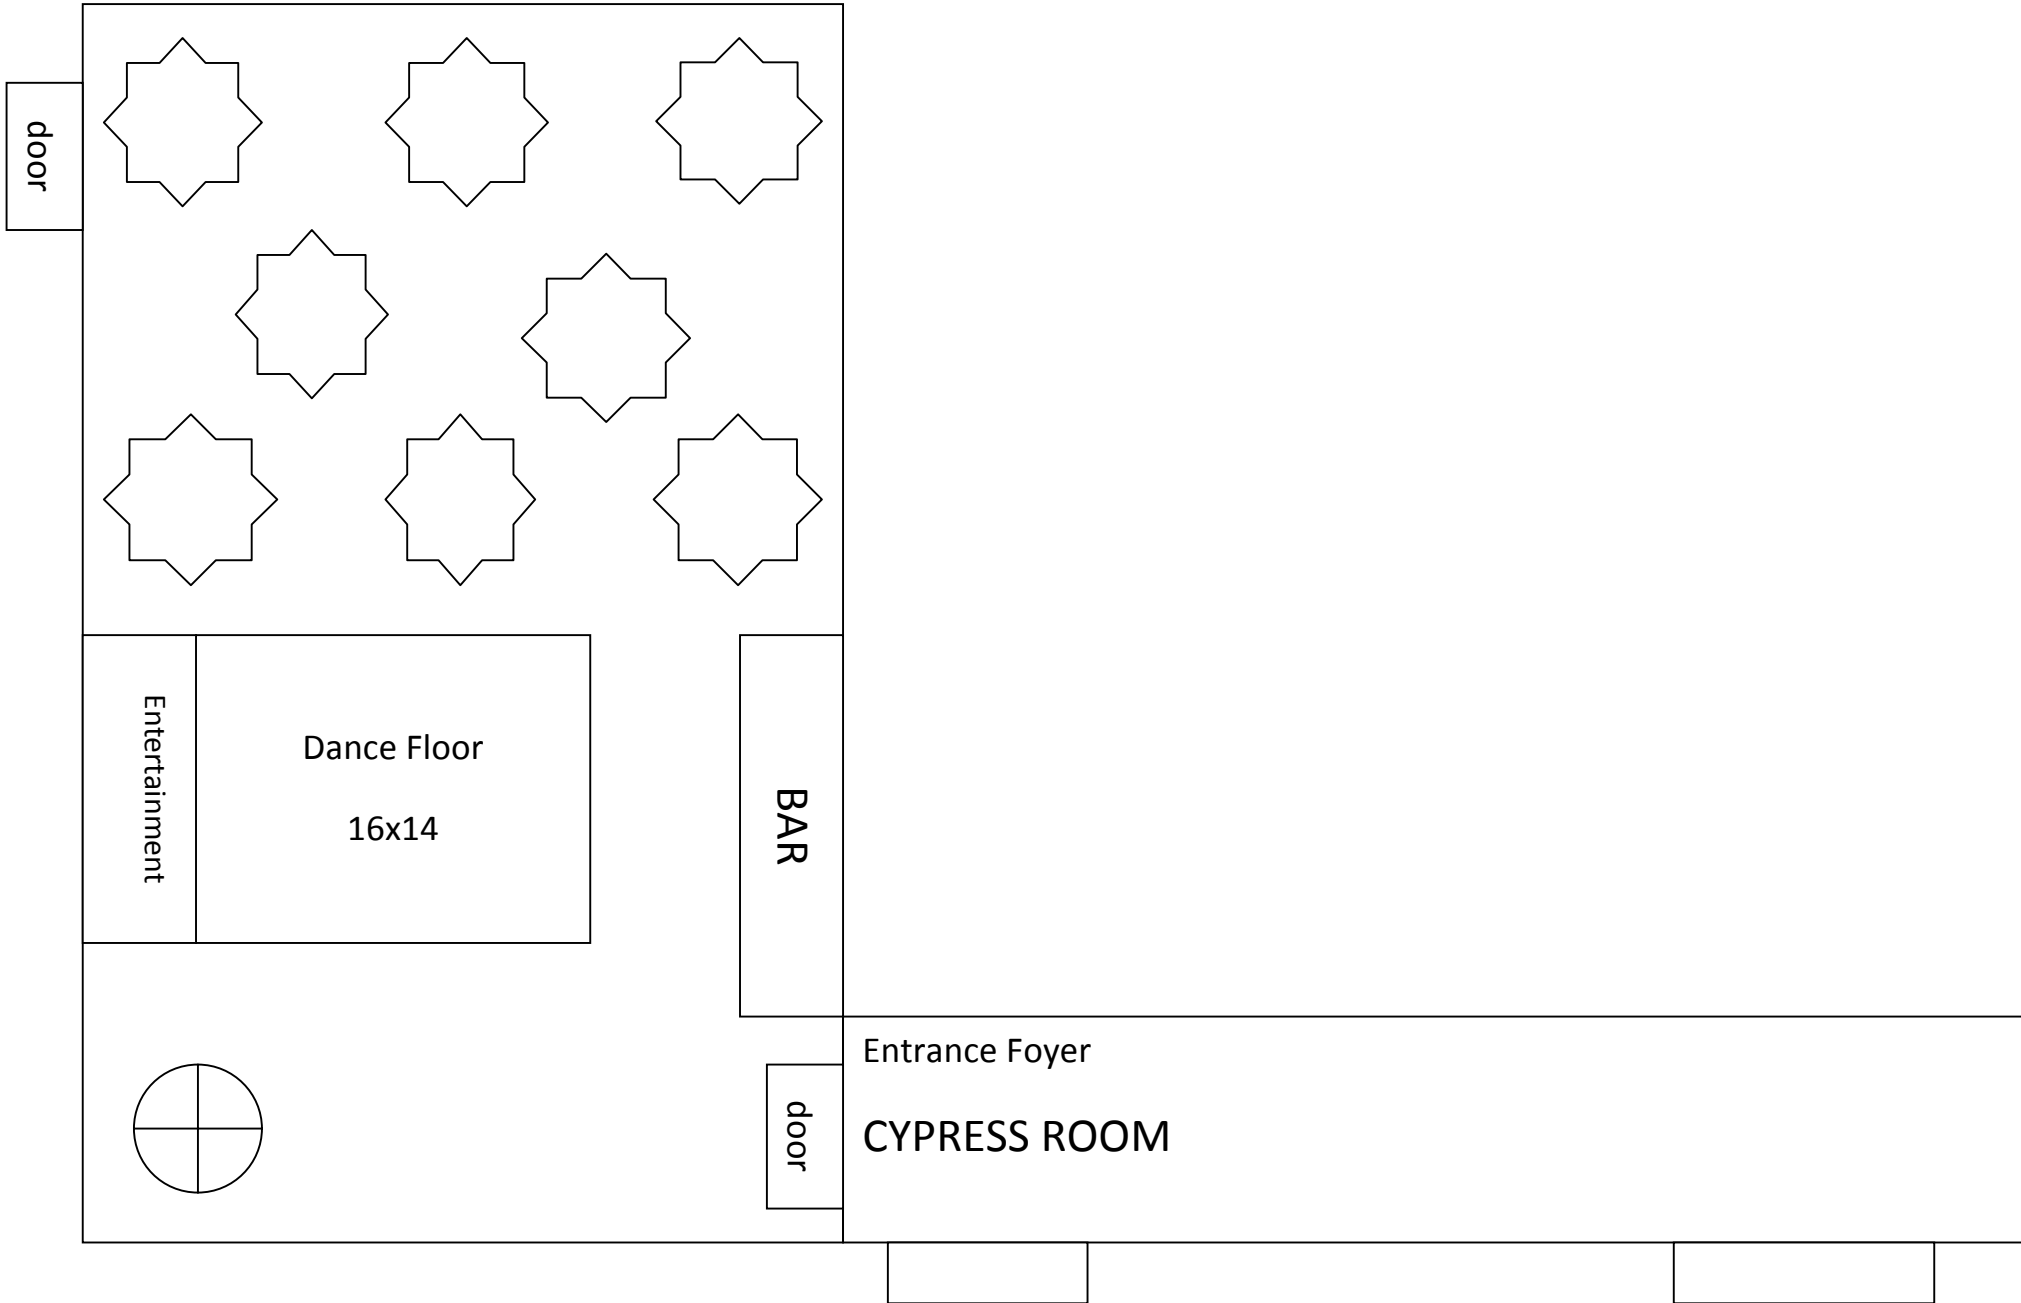 door
Entertainment
Dance Floor
16x14
BAR
Entrance Foyer
door
CYPRESS ROOM